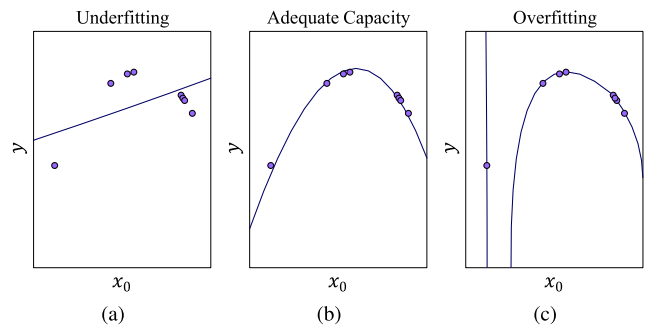 Underfitting
Adequate Capacity
Overfitting
y
y
y
x₀
x₀
x₀
(a)
(b)
(c)